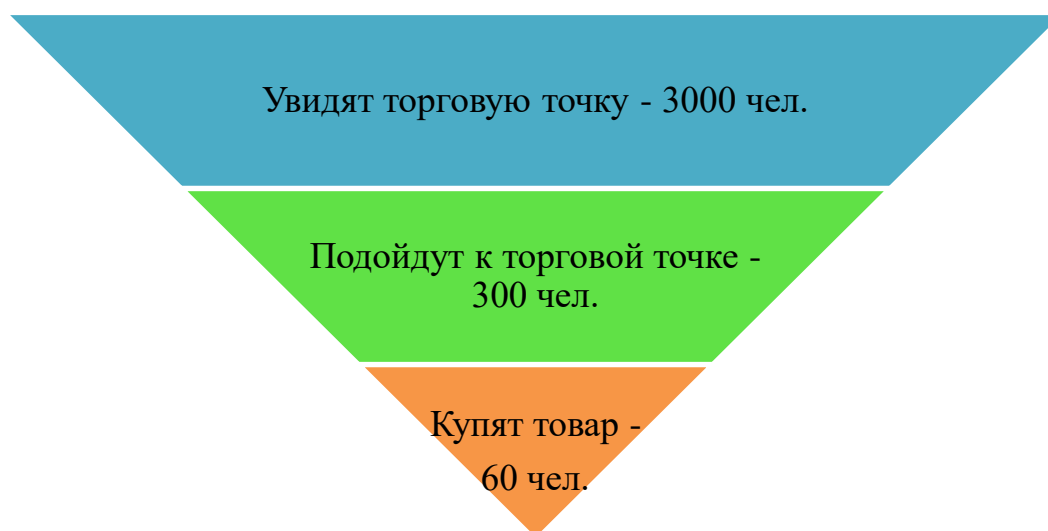 Увидят торговую точку - 3000 чел.
Подойдут к торговой точке -
300 чел.
Купят товар -
60 чел.